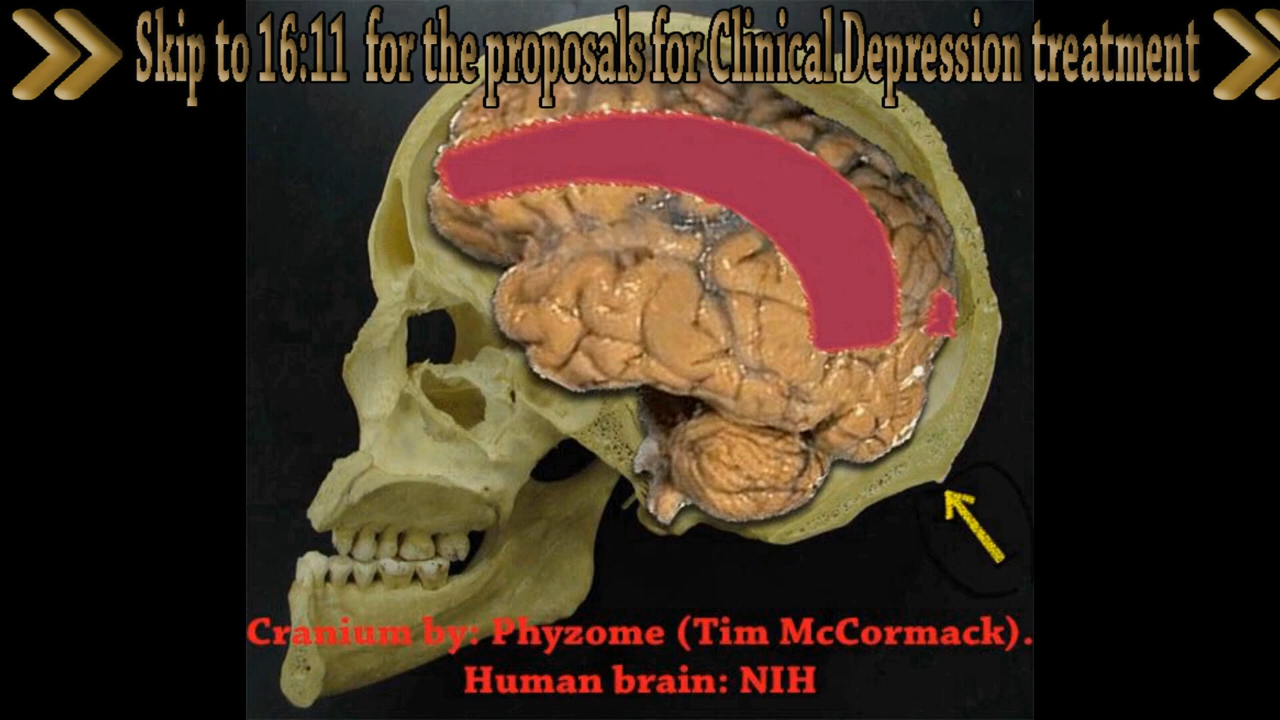 Skip to 16:11 for the proposals for Clinical Depression treatment
Cranium by: Phyzome (Tim McCormack).
Human brain: NIH